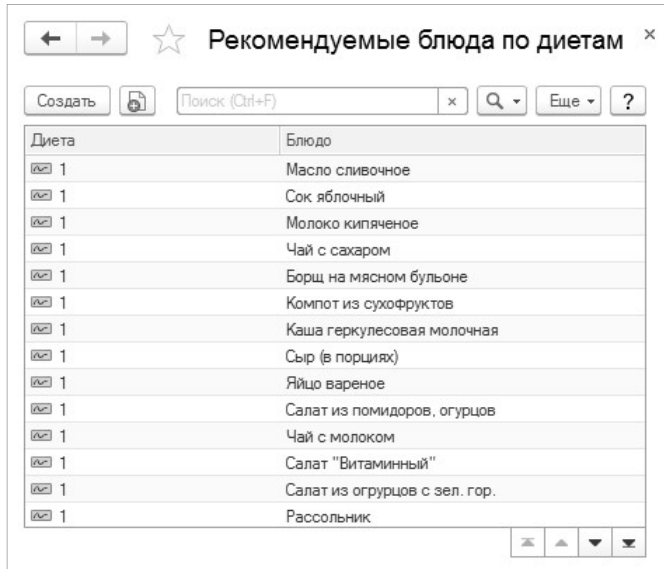 Рекомендуемые блюда по диетам
Создать Поиск (Ctrl+F) × Еще ?
Диета Блюдо
1 Масло сливочное
1 Сок яблочный
1 Молоко кипяченое
1 Чай с сахаром
1 Борщ на мясном бульоне
1 Компот из сухофруктов
1 Каша геркулесовая молочная
1 Сыр (в порциях)
1 Яйцо вареное
1 Салат из помидоров, огурцов
1 Чай с молоком
1 Салат "Витаминный"
1 Салат из огрурцов с зел. гор.
1 Рассольник